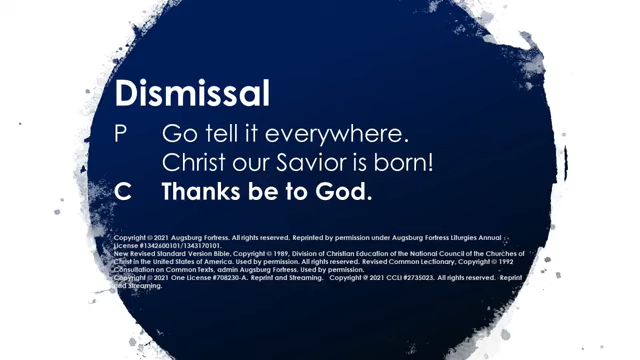 Dismissal
P Go tell it everywhere.
Christ our Savior is born!
C Thanks be to God.
Copyright © 2021 Augsburg Fortress. All rights reserved. Reprinted by permission under Augsburg Fortress Liturgies Annual
License #1342600101/1343170101.
New Revised Standard Version Bible, Copyright © 1989, Division of Christian Education of the National Council of the Churches of
Christ in the United States of America. Used by permission. All rights reserved. Revised Common Lectionary, Copyright © 1992
Consultation on Common Texts, admin Augsburg Fortress. Used by permission.
Copyright © 2021 One License #708230-A. Reprint and Streaming. Copyright © 2021 CCLI #2735023. All rights reserved. Reprint
and Streaming.